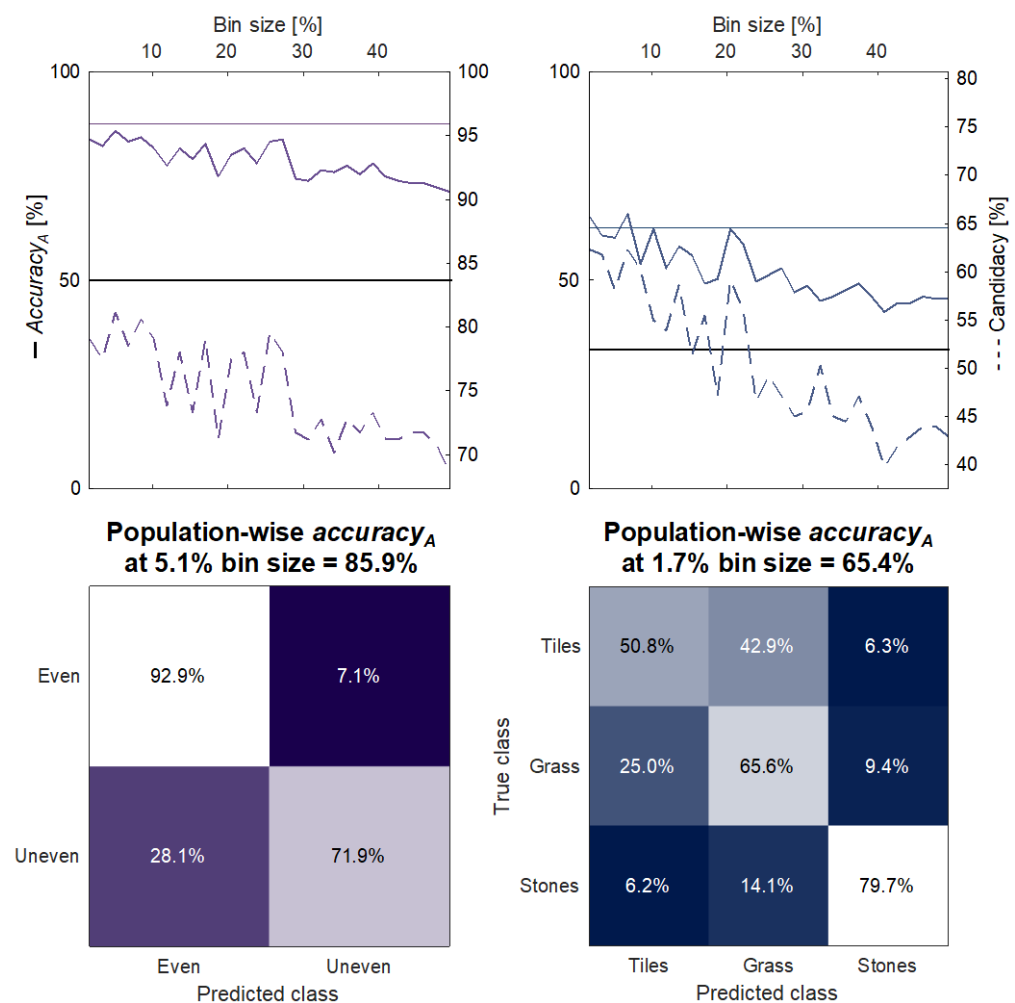 Bin size [%]
10 20 30 40
100
50
0
100
95
90
80
75
70
— Accuracy_A [%]
Bin size [%]
10 20 30 40
100
50
0
80
75
70
65
60
55
50
45
40
--- Candidacy [%]
Population-wise accuracy_A
at 5.1% bin size = 85.9%
Even 92.9% 7.1%
Uneven 28.1% 71.9%
Even Uneven
Predicted class
Population-wise accuracy_A
at 1.7% bin size = 65.4%
True class
Tiles 50.8% 42.9% 6.3%
Grass 25.0% 65.6% 9.4%
Stones 6.2% 14.1% 79.7%
Tiles Grass Stones
Predicted class